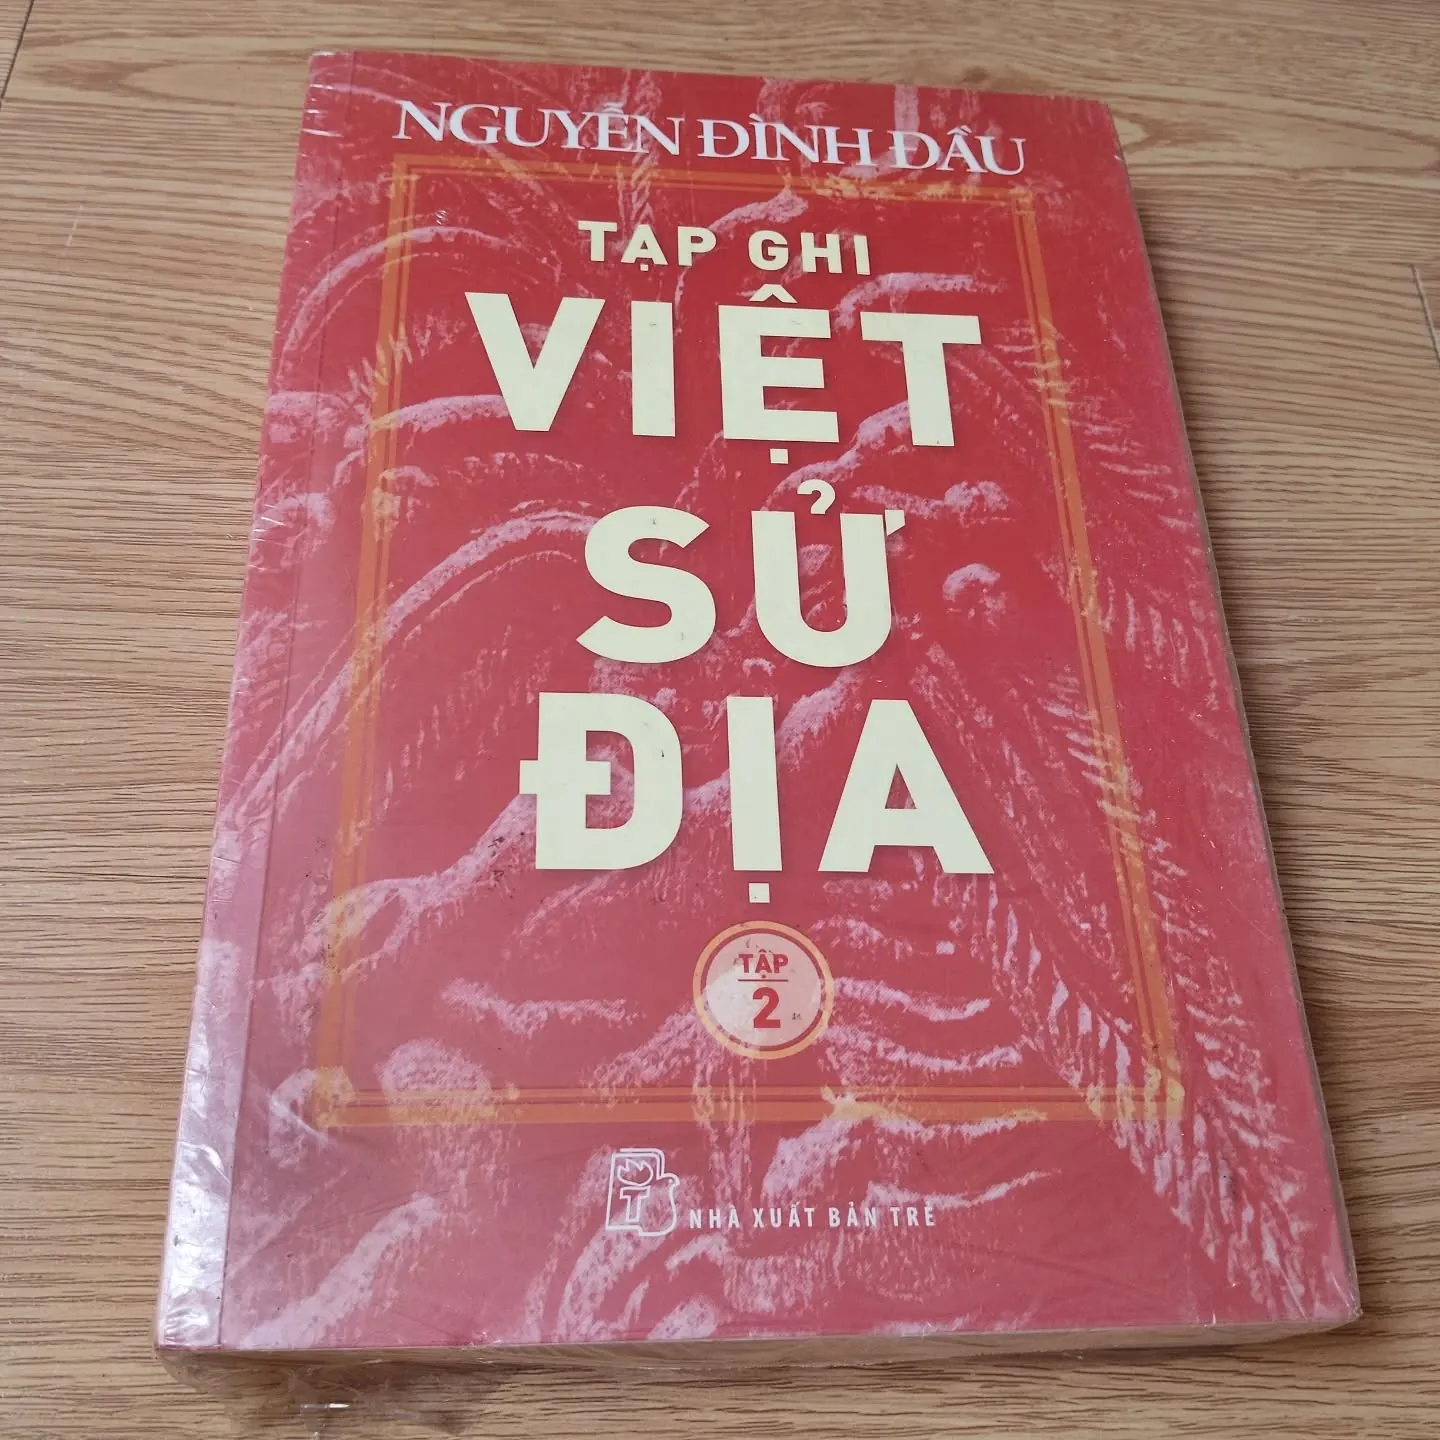 NGUYỄN ĐÌNH ĐẦU
TẠP GHI
VIỆT
SỬ
ĐỊA
TẬP
2
T
NHÀ XUẤT BẢN TRẺ